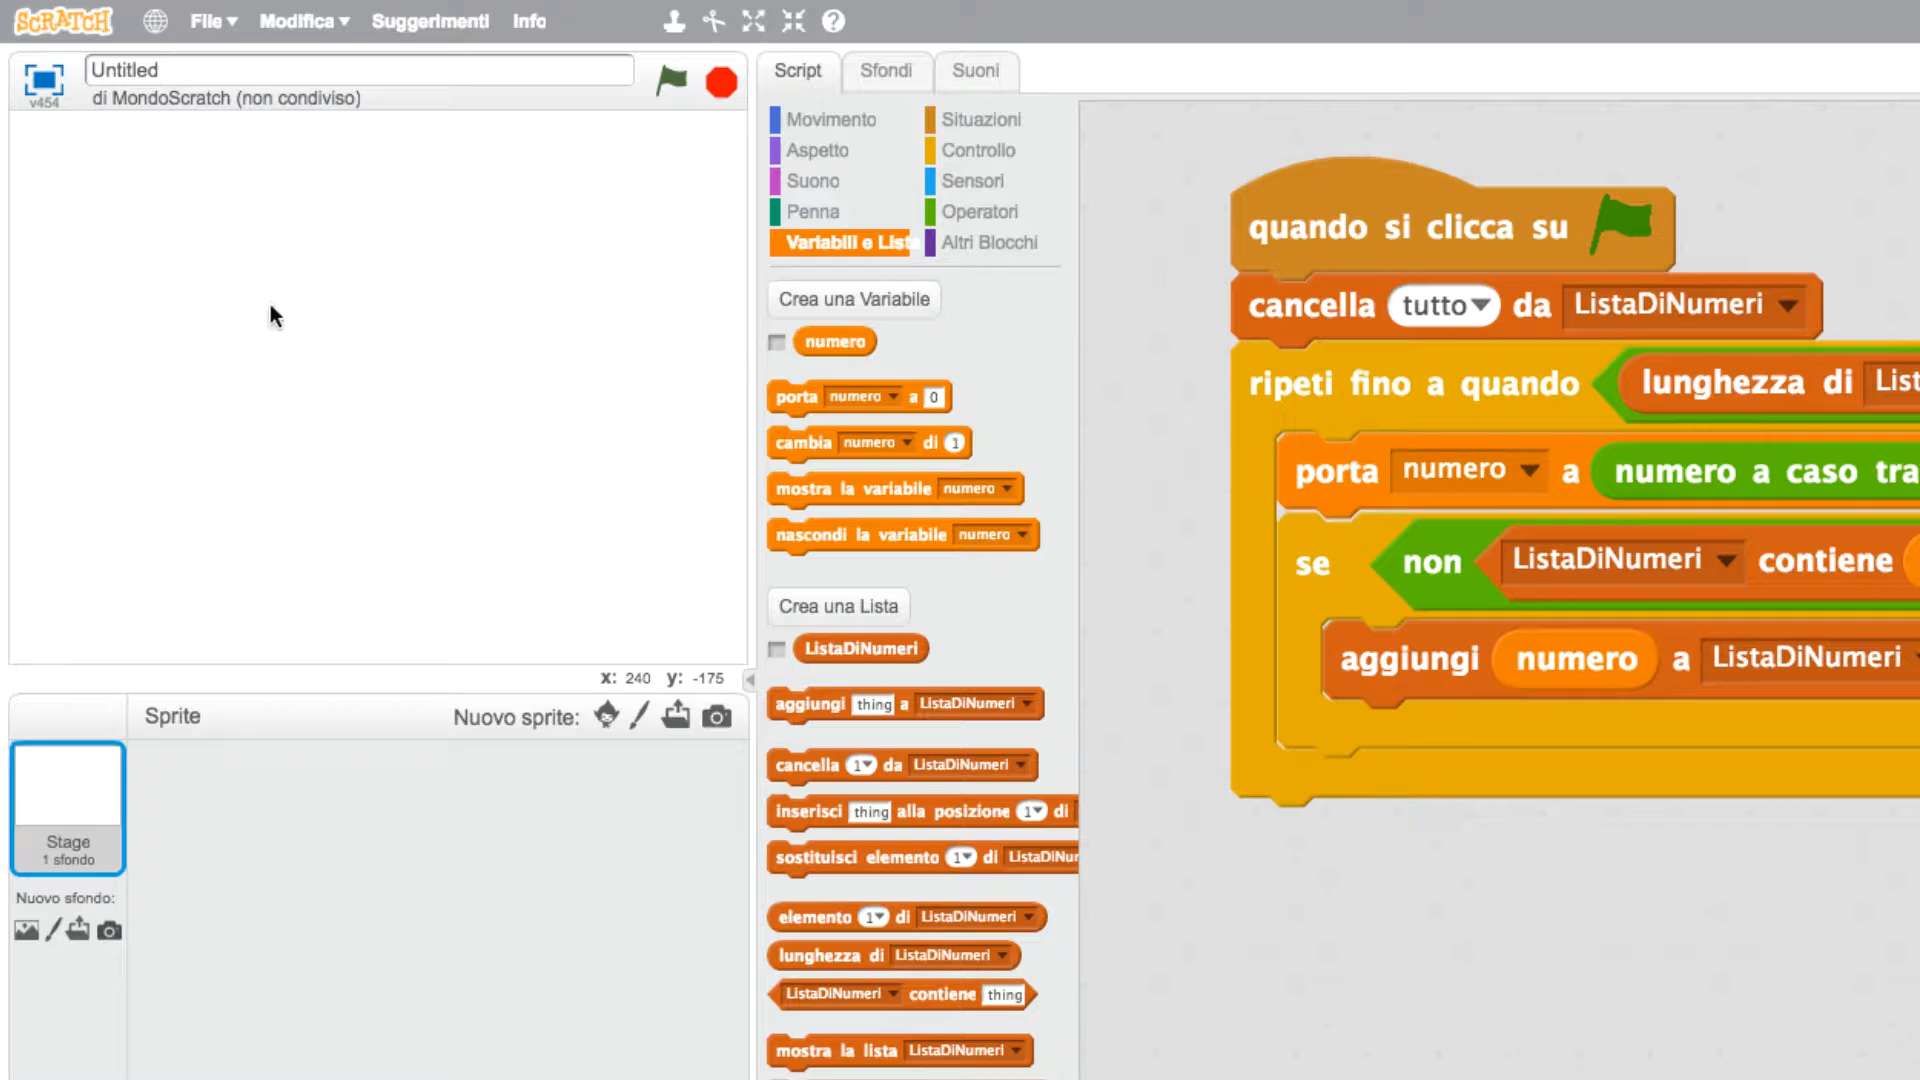 SCRATCH File Modifica Suggerimenti Info
v454
Untitled
di MondoScratch (non condiviso)
Script Sfondi Suoni
Movimento Situazioni
Aspetto Controllo
Suono Sensori
Penna Operatori
Variabili e Liste Altri Blocchi
Crea una Variabile
numero
porta numero a 0
cambia numero di 1
mostra la variabile numero
nascondi la variabile numero
Crea una Lista
ListaDiNumeri
aggiungi thing a ListaDiNumeri
cancella 1 da ListaDiNumeri
inserisci thing alla posizione 1 di
sostituisci elemento 1 di ListaDiNur
elemento 1 di ListaDiNumeri
lunghezza di ListaDiNumeri
ListaDiNumeri contiene thing
mostra la lista ListaDiNumeri
quando si clicca su
cancella tutto da ListaDiNumeri
ripeti fino a quando lunghezza di List
porta numero a numero a caso tra
se non ListaDiNumeri contiene
aggiungi numero a ListaDiNumeri
x: 240 y: -175
Sprite Nuovo sprite:
Stage
1 sfondo
Nuovo sfondo: